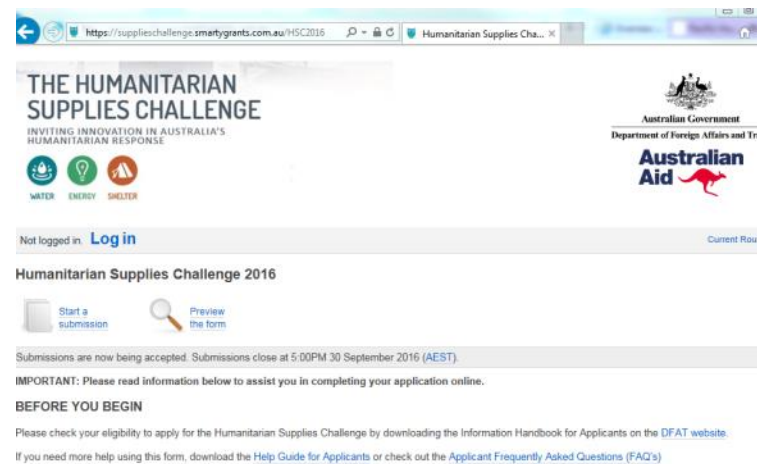 https://supplieschallenge.smartygrants.com.au/HSC2016
Humanitarian Supplies Cha...
THE HUMANITARIAN
SUPPLIES CHALLENGE
INVITING INNOVATION IN AUSTRALIA'S
HUMANITARIAN RESPONSE
WATER ENERGY SHELTER
Australian Government
Department of Foreign Affairs and Tr
Australian
Aid
Not logged in. Log in
Current Rou
Humanitarian Supplies Challenge 2016
Start a
submission
Preview
the form
Submissions are now being accepted. Submissions close at 5:00PM 30 September 2016 (AEST).
IMPORTANT: Please read information below to assist you in completing your application online.
BEFORE YOU BEGIN
Please check your eligibility to apply for the Humanitarian Supplies Challenge by downloading the Information Handbook for Applicants on the DFAT website.
If you need more help using this form, download the Help Guide for Applicants or check out the Applicant Frequently Asked Questions (FAQ's)